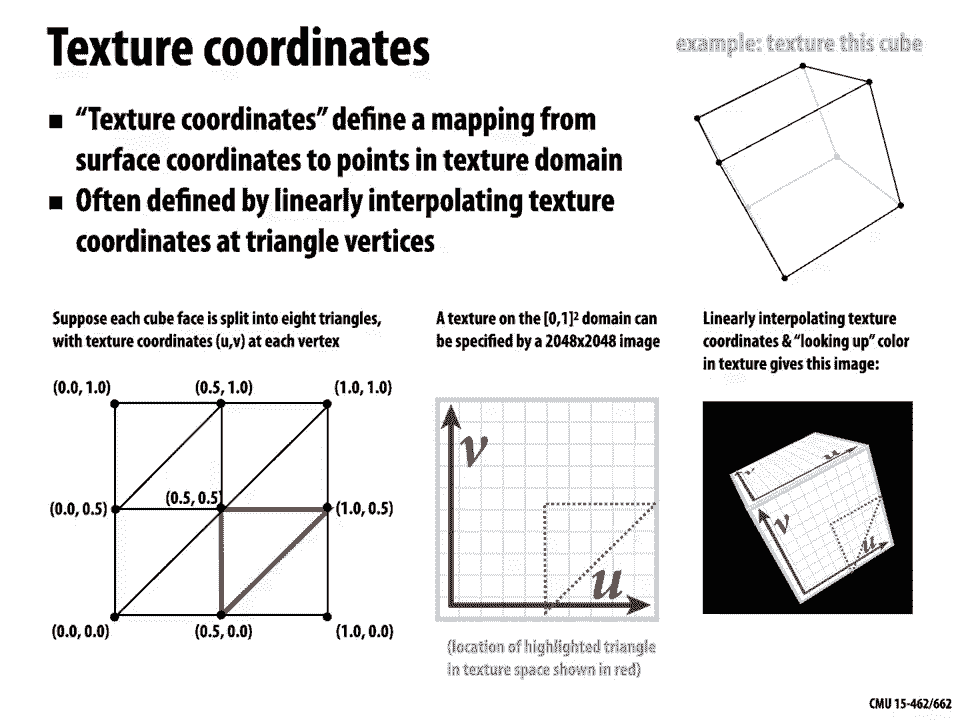 Texture coordinates
example: texture this cube
■ “Texture coordinates” define a mapping from
surface coordinates to points in texture domain
■ Often defined by linearly interpolating texture
coordinates at triangle vertices
Suppose each cube face is split into eight triangles,
with texture coordinates (u,v) at each vertex
(0.0, 1.0) (0.5, 1.0) (1.0, 1.0)
(0.0, 0.5) (0.5, 0.5) (1.0, 0.5)
(0.0, 0.0) (0.5, 0.0) (1.0, 0.0)
A texture on the [0,1]² domain can
be specified by a 2048x2048 image
v
u
(location of highlighted triangle
in texture space shown in red)
Linearly interpolating texture
coordinates & “looking up” color
in texture gives this image:
u
v
u
CMU 15-462/662